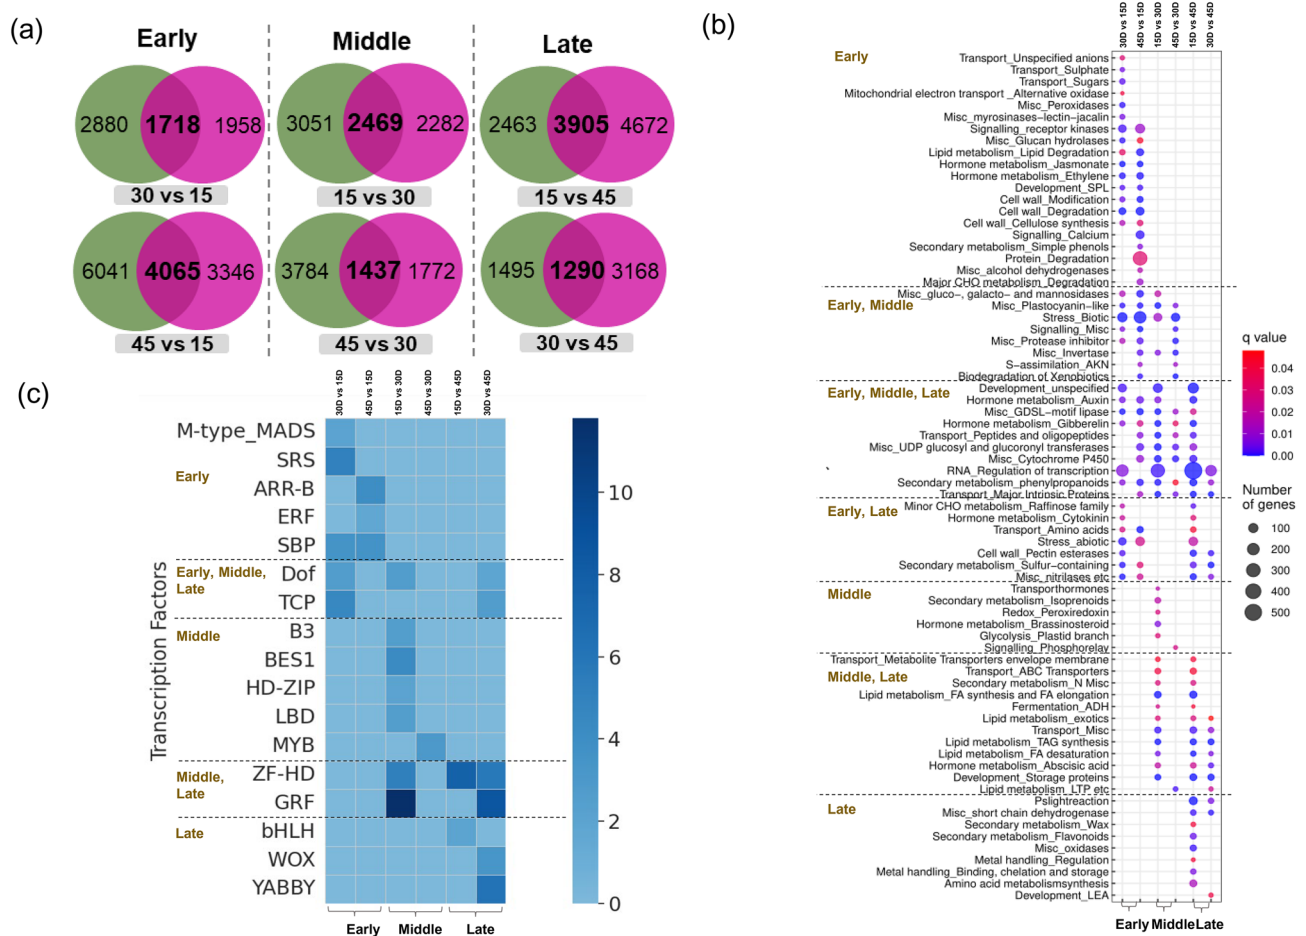 (a)
Early
Middle
Late
2880 1718 1958
3051 2469 2282
2463 3905 4672
30 vs 15
15 vs 30
15 vs 45
6041 4065 3346
3784 1437 1772
1495 1290 3168
45 vs 15
45 vs 30
30 vs 45
(b)
30D vs 15D
45D vs 15D
15D vs 30D
45D vs 30D
15D vs 45D
30D vs 45D
Early
Transport_Unspecified anions
Transport_Sulphate
Transport_Sugars
Mitochondrial electron transport _Alternative oxidase
Misc_Peroxidases
Misc_myrosinases-lectin-jacalin
Signalling_receptor kinases
Misc_Glucan hydrolases
Lipid metabolism_Lipid Degradation
Hormone metabolism_Jasmonate
Hormone metabolism_Ethylene
Development_SPL
Cell wall_Modification
Cell wall_Degradation
Cell wall_Cellulose synthesis
Signalling_Calcium
Secondary metabolism_Simple phenols
Protein_Degradation
Misc_alcohol dehydrogenases
Major CHO metabolism_Degradation
Early, Middle
Misc_gluco-, galacto- and mannosidases
Misc_Plastocyanin-like
Stress_Biotic
Signalling_Misc
Misc_Protease inhibitor
Misc_Invertase
S-assimilation_AKN
Biodegradation of Xenobiotics
Early, Middle, Late
Development_unspecified
Hormone metabolism_Auxin
Misc_GDSL-motif lipase
Hormone metabolism_Gibberelin
Transport_Peptides and oligopeptides
Misc_UDP glucosyl and glucoronyl transferases
Misc_Cytochrome P450
RNA_Regulation of transcription
Secondary metabolism_phenylpropanoids
Transport_Major Intrinsic Proteins
Early, Late
Minor CHO metabolism_Raffinose family
Hormone metabolism_Cytokinin
Transport_Amino acids
Stress_abiotic
Cell wall_Pectin esterases
Secondary metabolism_Sulfur-containing
Misc_nitrilases etc
Middle
Transporthormones
Secondary metabolism_Isoprenoids
Redox_Peroxiredoxin
Hormone metabolism_Brassinosteroid
Glycolysis_Plastid branch
Signalling_Phosphorelay
Middle, Late
Transport_Metabolite Transporters envelope membrane
Transport_ABC Transporters
Secondary metabolism_N Misc
Lipid metabolism_FA synthesis and FA elongation
Fermentation_ADH
Lipid metabolism_exotics
Transport_Misc
Lipid metabolism_TAG synthesis
Lipid metabolism_FA desaturation
Hormone metabolism_Abscisic acid
Development_Storage proteins
Lipid metabolism_LTP etc
Late
Pslightreaction
Misc_short chain dehydrogenase
Secondary metabolism_Wax
Secondary metabolism_Flavonoids
Misc_oxidases
Metal handling_Regulation
Metal handling_Binding, chelation and storage
Amino acid metabolismsynthesis
Development_LEA
Early Middle Late
q value
0.04
0.03
0.02
0.01
0.00
Number
of genes
100
200
300
400
500
(c)
30D vs 15D
45D vs 15D
15D vs 30D
45D vs 30D
15D vs 45D
30D vs 45D
Transcription Factors
Early
M-type_MADS
SRS
ARR-B
ERF
SBP
Early, Middle,
Late
Dof
TCP
Middle
B3
BES1
HD-ZIP
LBD
MYB
Middle,
Late
ZF-HD
GRF
Late
bHLH
WOX
YABBY
Early Middle Late
10
8
6
4
2
0